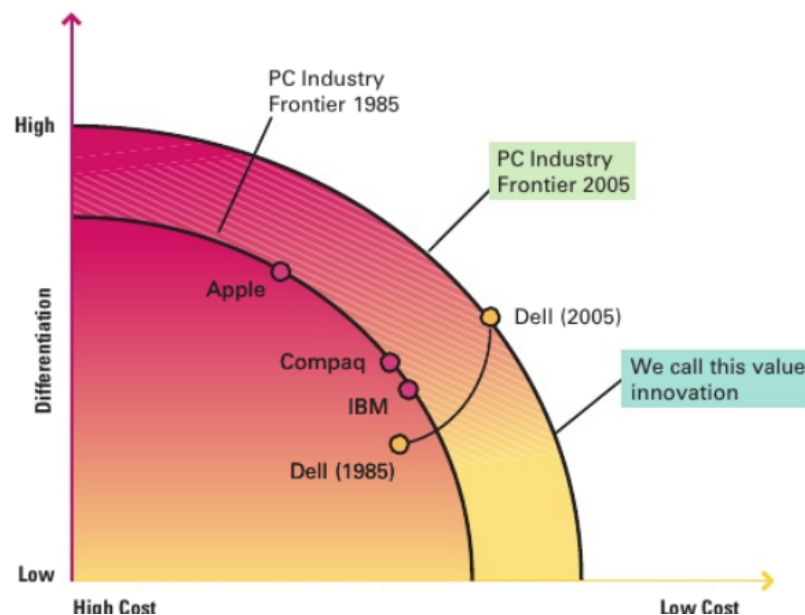 PC Industry
Frontier 1985
High
PC Industry
Frontier 2005
Apple
Dell (2005)
Differentiation
Compaq
We call this value
innovation
IBM
Dell (1985)
Low
High Cost
Low Cost